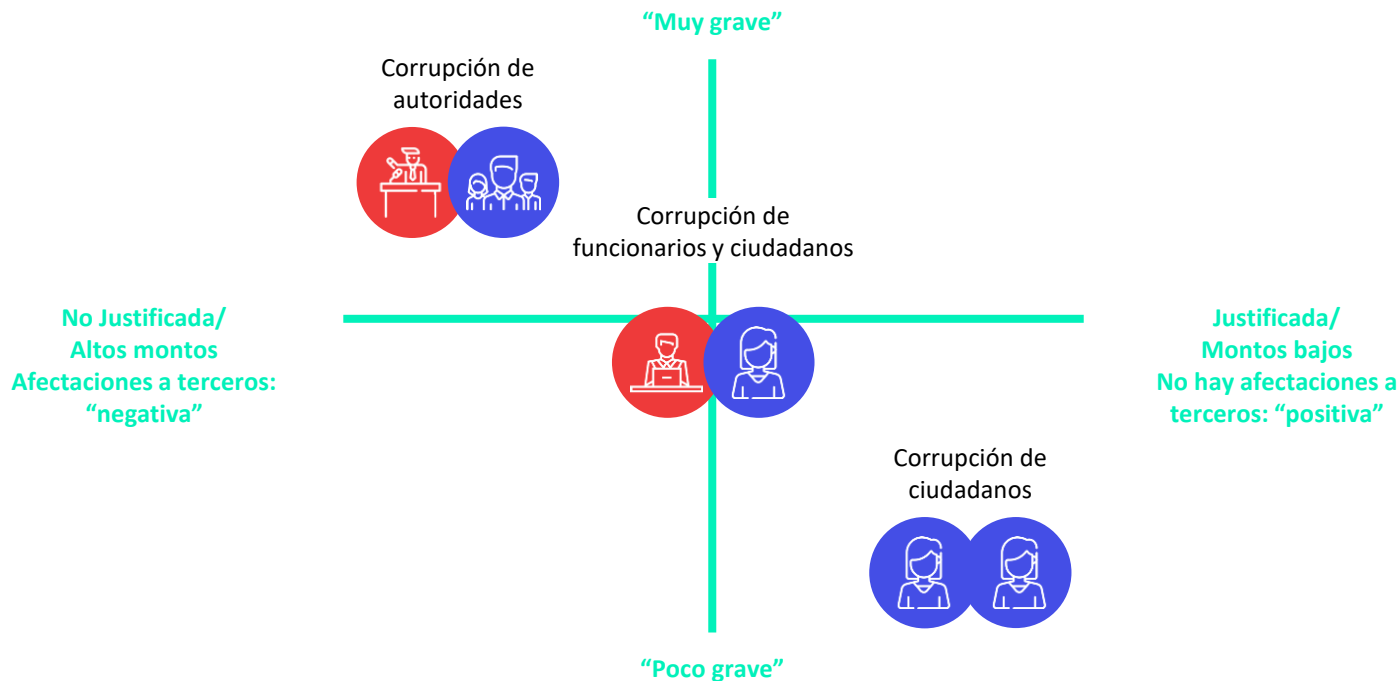 “Muy grave”
Corrupción de
autoridades
Corrupción de
funcionarios y ciudadanos
No Justificada/
Altos montos
Afectaciones a terceros:
“negativa”
Justificada/
Montos bajos
No hay afectaciones a
terceros: “positiva”
Corrupción de
ciudadanos
“Poco grave”